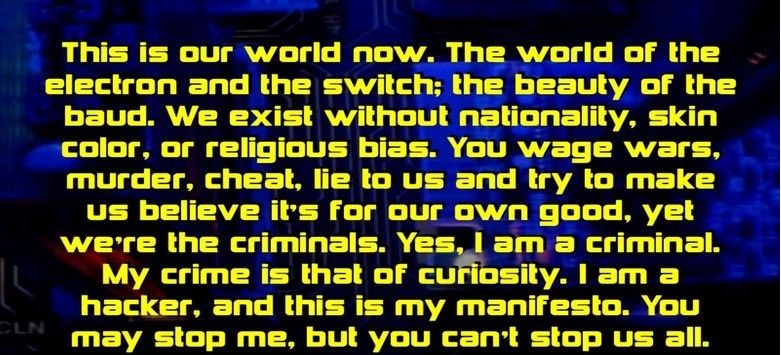 This is our world now. The world of the
electron and the switch; the beauty of the
baud. We exist without nationality, skin
color, or religious bias. You wage wars,
murder, cheat, lie to us and try to make
us believe it's for our own good, yet
we're the criminals. Yes, I am a criminal.
My crime is that of curiosity. I am a
hacker, and this is my manifesto. You
CLN
may stop me, but you can't stop us all.